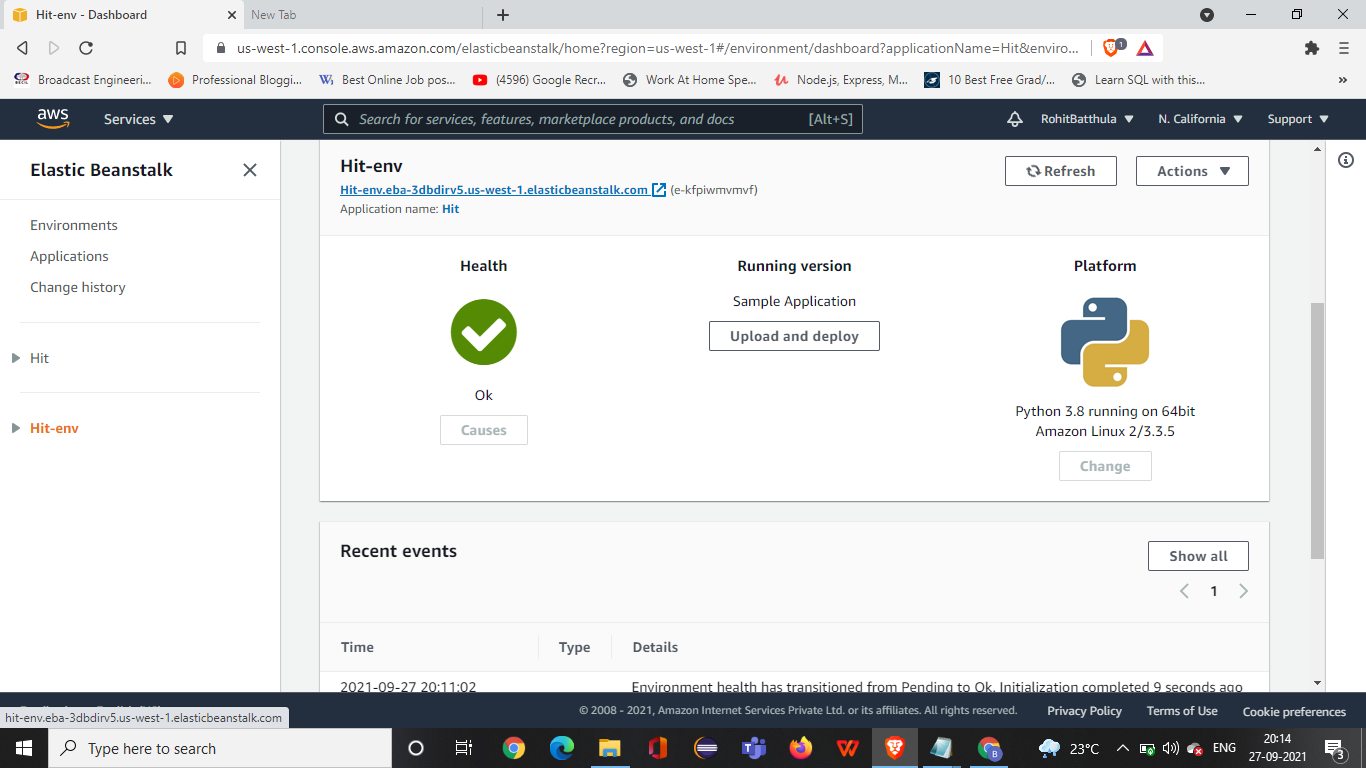 Hit-env - Dashboard
New Tab
us-west-1.console.aws.amazon.com/elasticbeanstalk/home?region=us-west-1#/environment/dashboard?applicationName=Hit&enviro...
1
Broadcast Engineeri...
Professional Bloggi...
Best Online Job pos...
(4596) Google Recr...
Work At Home Spe...
Node.js, Express, M...
10 Best Free Grad/...
Learn SQL with this...
»
aws
Services
Search for services, features, marketplace products, and docs
[Alt+S]
RohitBatthula
N. California
Support
Elastic Beanstalk
Environments
Applications
Change history
Hit
Hit-env
Hit-env
Hit-env.eba-3dbdirv5.us-west-1.elasticbeanstalk.com (e-kfpiwmvmvf)
Application name: Hit
Refresh
Actions
Health
Ok
Causes
Running version
Sample Application
Upload and deploy
Platform
Python 3.8 running on 64bit
Amazon Linux 2/3.3.5
Change
Recent events
Show all
1
Time
Type
Details
2021-09-27 20:11:02
Environment health has transitioned from Pending to Ok. Initialization completed 9 seconds ago
hit-env.eba-3dbdirv5.us-west-1.elasticbeanstalk.com
© 2008 - 2021, Amazon Internet Services Private Ltd. or its affiliates. All rights reserved.
Privacy Policy
Terms of Use
Cookie preferences
Type here to search
23°C
ENG
20:14
27-09-2021
3